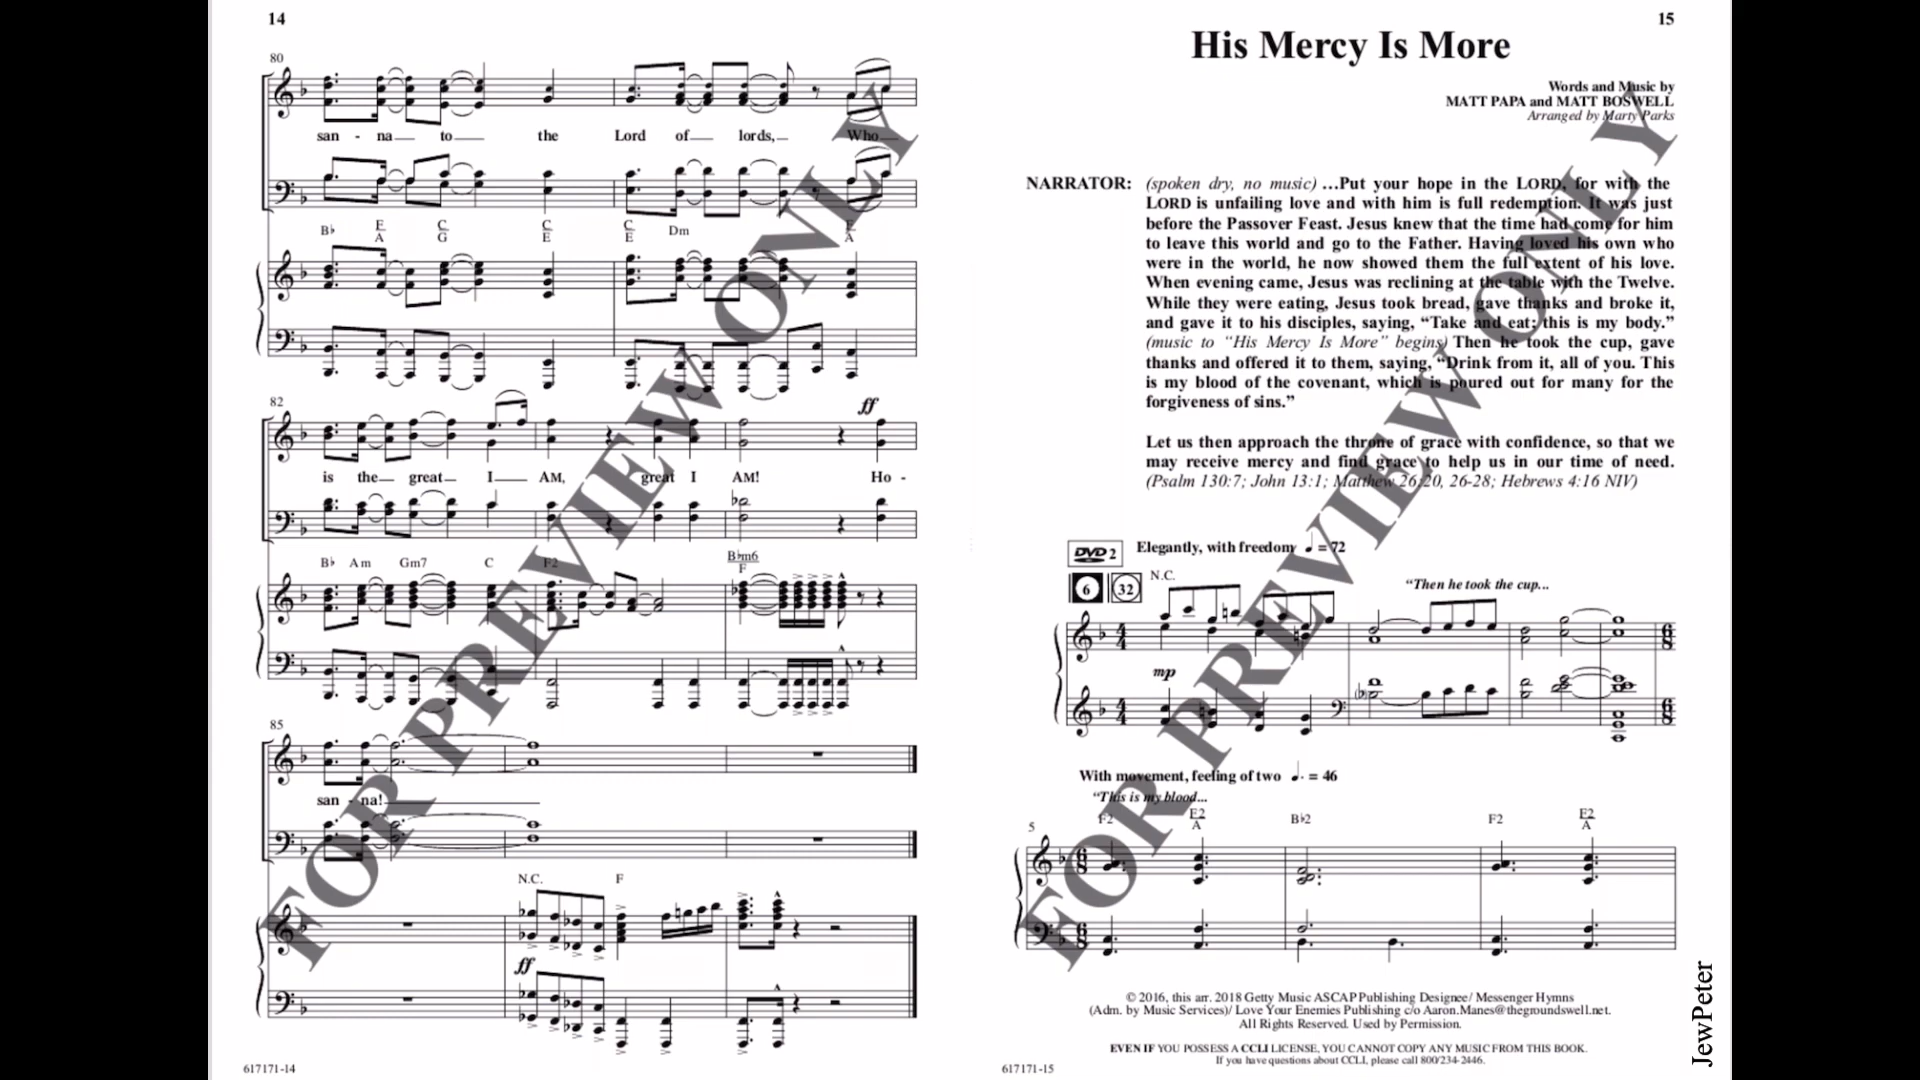 14
80
san - na to the Lord of lords, Who
B♭ F/A C/G C/E C/E Dm F/A
82
ff
is the great I AM, great I AM! Ho -
B♭ Am Gm7 C F2 B♭m6/F
85
san - na!
N.C. F
ff
617171-14
15
His Mercy Is More
Words and Music by
MATT PAPA and MATT BOSWELL
Arranged by Marty Parks
NARRATOR: (spoken dry, no music) …Put your hope in the LORD, for with the
LORD is unfailing love and with him is full redemption. It was just
before the Passover Feast. Jesus knew that the time had come for him
to leave this world and go to the Father. Having loved his own who
were in the world, he now showed them the full extent of his love.
When evening came, Jesus was reclining at the table with the Twelve.
While they were eating, Jesus took bread, gave thanks and broke it,
and gave it to his disciples, saying, “Take and eat; this is my body.”
(music to “His Mercy Is More” begins) Then he took the cup, gave
thanks and offered it to them, saying, “Drink from it, all of you. This
is my blood of the covenant, which is poured out for many for the
forgiveness of sins.”
Let us then approach the throne of grace with confidence, so that we
may receive mercy and find grace to help us in our time of need.
(Psalm 130:7; John 13:1; Matthew 26:20, 26-28; Hebrews 4:16 NIV)
DVD 2 Elegantly, with freedom ♩ = 72
6 32 N.C. “Then he took the cup...
mp
With movement, feeling of two ♩. = 46
“This is my blood...
5 F2 E2/A B♭2 F2 E2/A
© 2016, this arr. 2018 Getty Music ASCAP Publishing Designee/ Messenger Hymns
(Adm. by Music Services)/ Love Your Enemies Publishing c/o Aaron.Manes@thegroundswell.net.
All Rights Reserved. Used by Permission.
EVEN IF YOU POSSESS A CCLI LICENSE, YOU CANNOT COPY ANY MUSIC FROM THIS BOOK.
If you have questions about CCLI, please call 800/234-2446.
617171-15
FOR PREVIEW ONLY
FOR PREVIEW ONLY
JewPeter